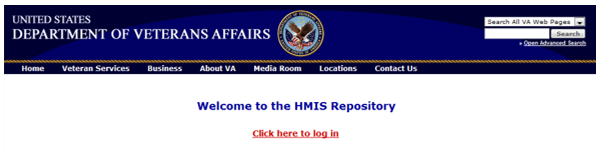 UNITED STATES
DEPARTMENT OF VETERANS AFFAIRS
Search All VA Web Pages
Search
» Open Advanced Search
Home Veteran Services Business About VA Media Room Locations Contact Us
Welcome to the HMIS Repository
Click here to log in